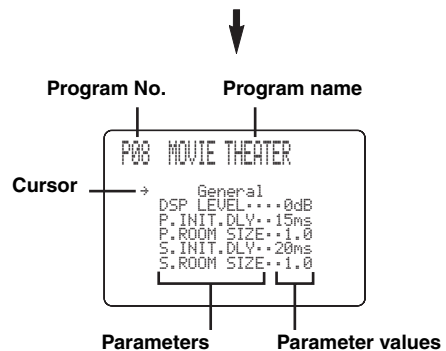 Program No. Program name
P08 MOVIE THEATER
Cursor → General
DSP LEVEL····0dB
P.INIT.DLY··15ms
P.ROOM SIZE··1.0
S.INIT.DLY··20ms
S.ROOM SIZE··1.0
Parameters Parameter values